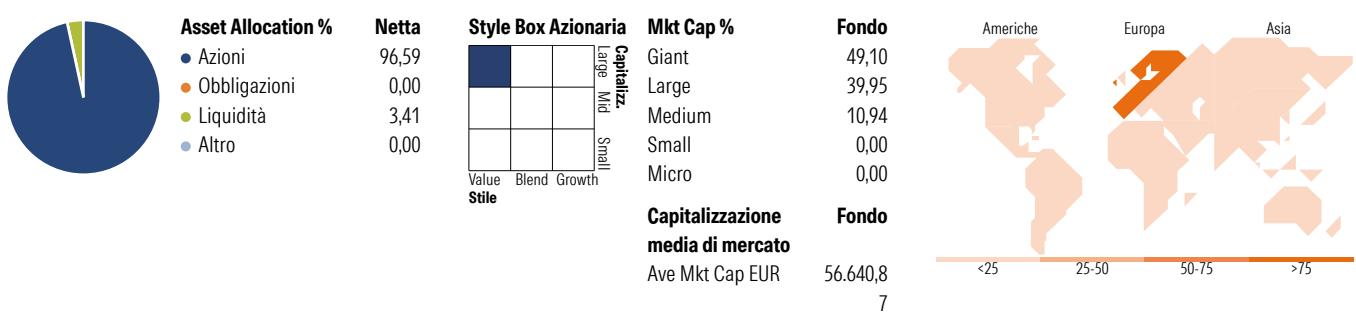 Asset Allocation % Netta
Azioni 96,59
Obbligazioni 0,00
Liquidità 3,41
Altro 0,00
Style Box Azionaria
Capitalizz.
Large Mid Small
Value Blend Growth
Stile
Mkt Cap % Fondo
Giant 49,10
Large 39,95
Medium 10,94
Small 0,00
Micro 0,00
Capitalizzazione Fondo
media di mercato
Ave Mkt Cap EUR 56.640,8
7
Americhe Europa Asia
<25 25-50 50-75 >75